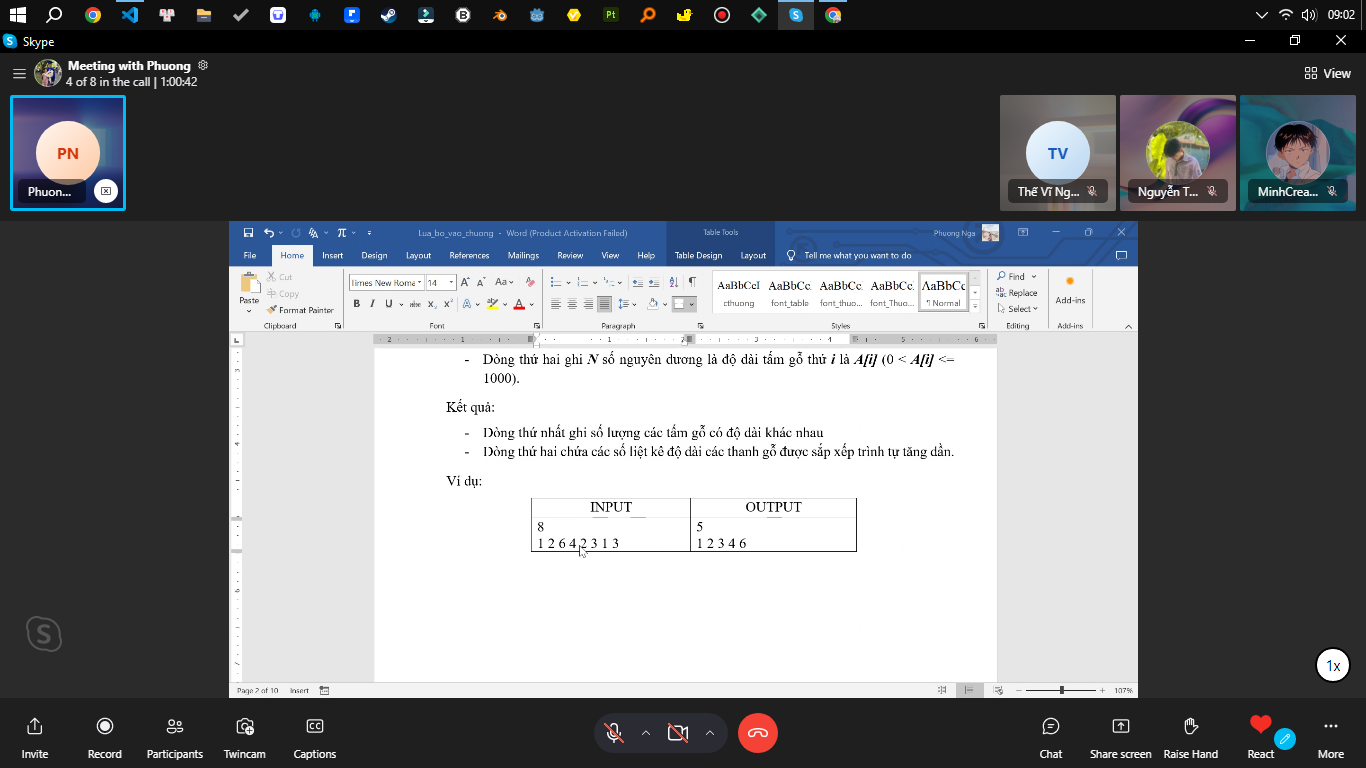 09:02
Skype
Meeting with Phuong
4 of 8 in the call | 1:00:42
View
PN
Phuon...
TV
Thế Vĩ Ng...
Nguyễn T...
MinhCrea...
Lua_bo_vao_chuong - Word (Product Activation Failed)
Table Tools
Phuong Nga
File Home Insert Design Layout References Mailings Review View Help Table Design Layout Tell me what you want to do
Paste
Cut
Copy
Format Painter
Clipboard
Times New Roma 14
Font
Paragraph
AaBbCcI AaBbCc AaBbCc. AaBbCc. AaBbCc
cthuong font_table font_thuo... font_Thuo... ¶ Normal
Styles
Find
Replace
Select
Editing
Add-ins
Add-ins
- Dòng thứ hai ghi N số nguyên dương là độ dài tấm gỗ thứ i là A[i] (0 < A[i] <=
1000).
Kết quả:
- Dòng thứ nhất ghi số lượng các tấm gỗ có độ dài khác nhau
- Dòng thứ hai chứa các số liệt kê độ dài các thanh gỗ được sắp xếp trình tự tăng dần.
Ví dụ:
INPUT OUTPUT
8 5
1 2 6 4 2 3 1 3 1 2 3 4 6
Page 2 of 10 Insert
107%
1x
Invite
Record
Participants
Twincam
Captions
Chat
Share screen
Raise Hand
React
More